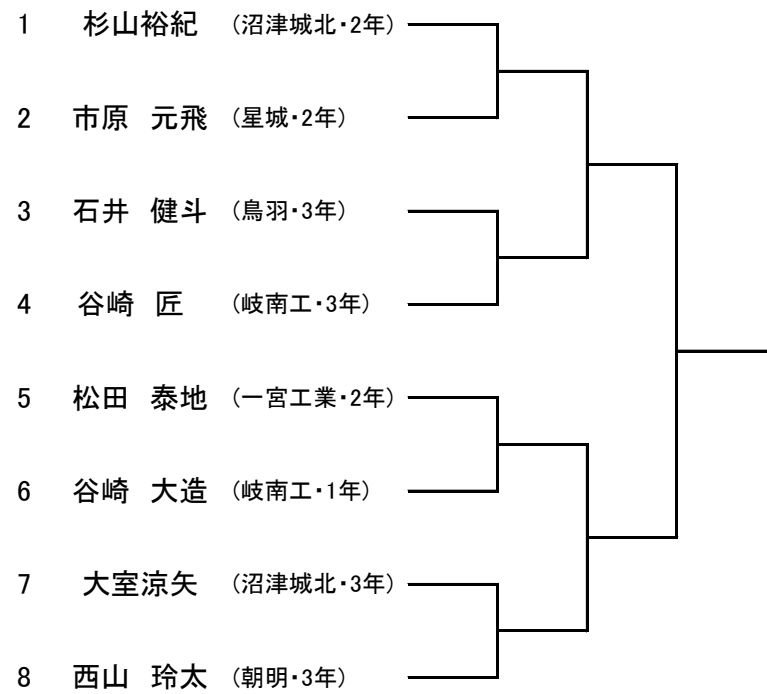 1 杉山裕紀 （沼津城北・2年）
2 市原 元飛 （星城・2年）
3 石井 健斗 （鳥羽・3年）
4 谷崎 匠 （岐南工・3年）
5 松田 泰地 （一宮工業・2年）
6 谷崎 大造 （岐南工・1年）
7 大室涼矢 （沼津城北・3年）
8 西山 玲太 （朝明・3年）